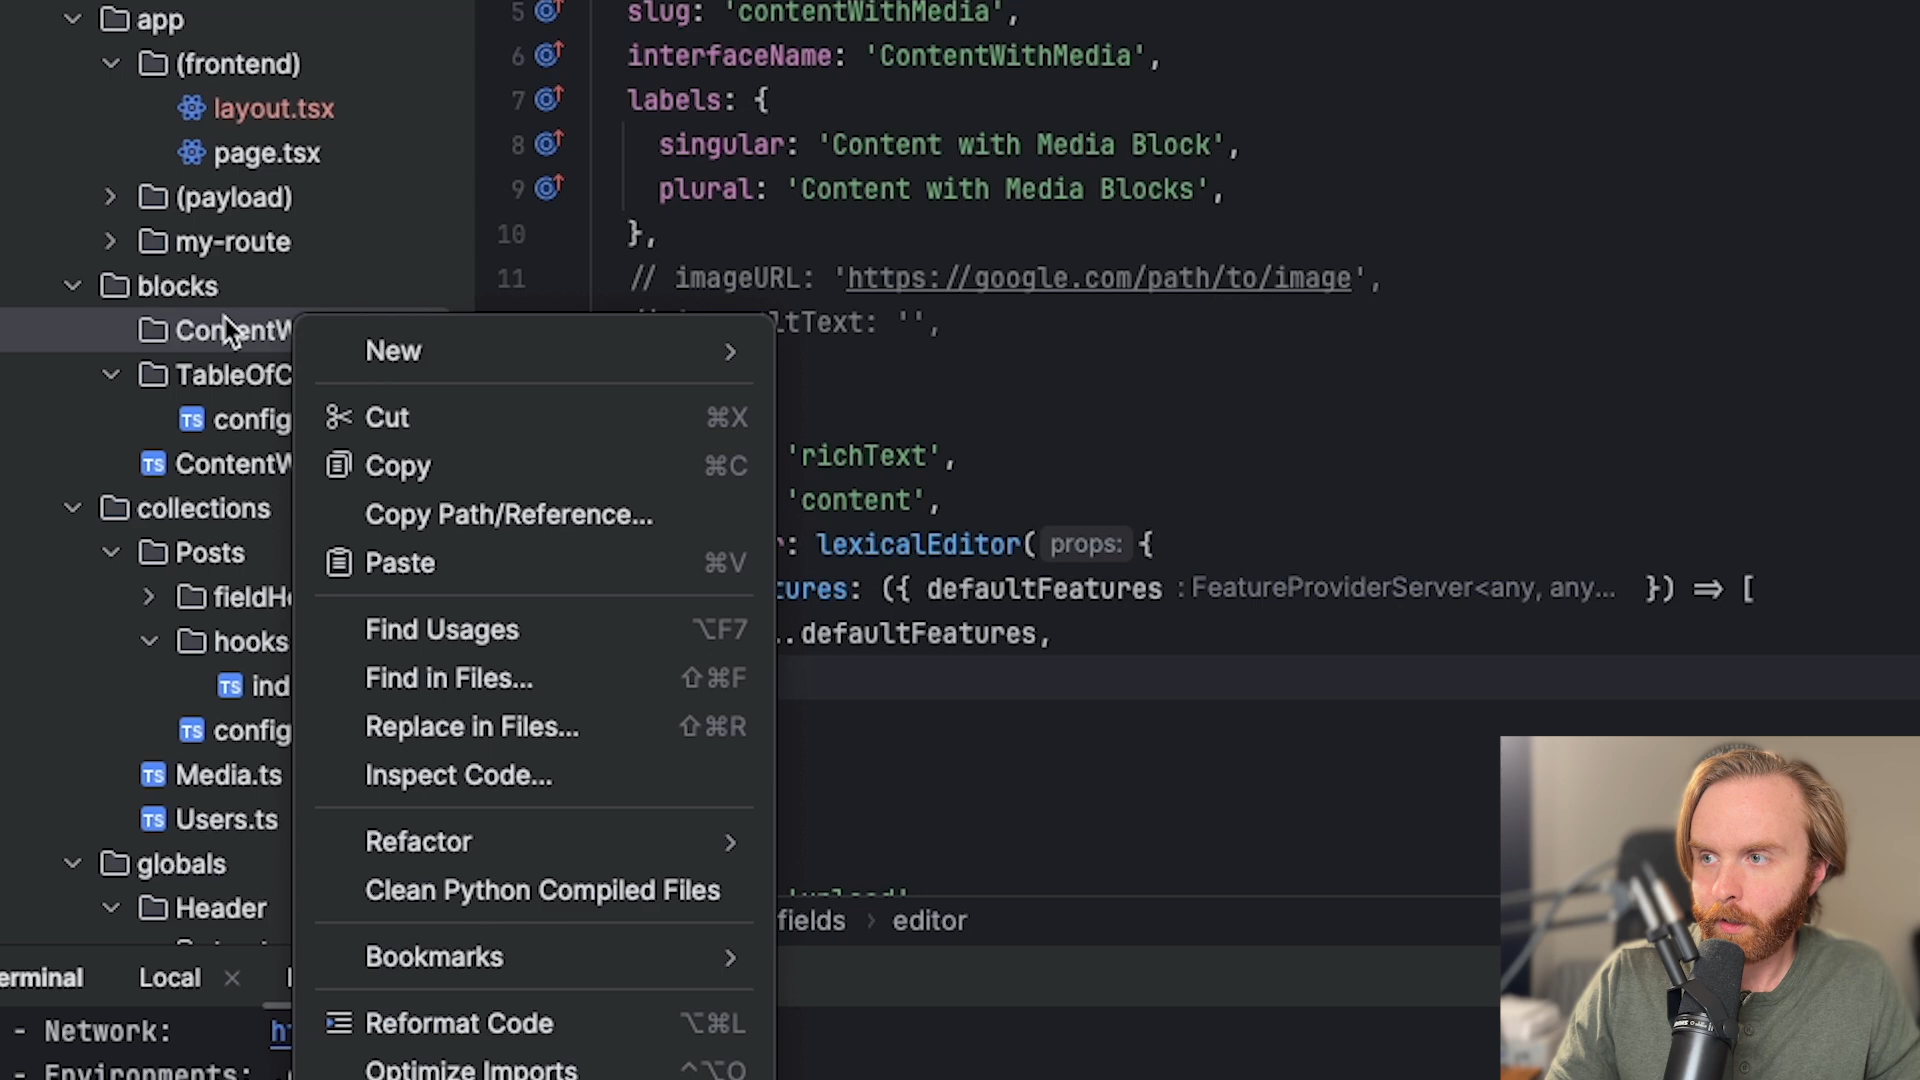 app
(frontend)
layout.tsx
page.tsx
(payload)
my-route
blocks
TableOfC
config
collections
Posts
hooks
ind
config
Media.ts
Users.ts
globals
Header
5 slug: 'contentWithMedia',
6 interfaceName: 'ContentWithMedia',
7 labels: {
8 singular: 'Content with Media Block',
9 plural: 'Content with Media Blocks',
10 },
11 // imageURL: 'https://google.com/path/to/image',
ltText: '',
'richText',
'content',
: lexicalEditor( props: {
tures: ({ defaultFeatures : FeatureProviderServer<any, any... }) => [
..defaultFeatures,
New
Cut ⌘X
Copy ⌘C
Copy Path/Reference...
Paste ⌘V
Find Usages ⌥F7
Find in Files... ⇧⌘F
Replace in Files... ⇧⌘R
Inspect Code...
Refactor
Clean Python Compiled Files
Bookmarks
Reformat Code ⌥⌘L
Optimize Imports ^⌥O
fields > editor
erminal Local ×
- Network:
- Environments: